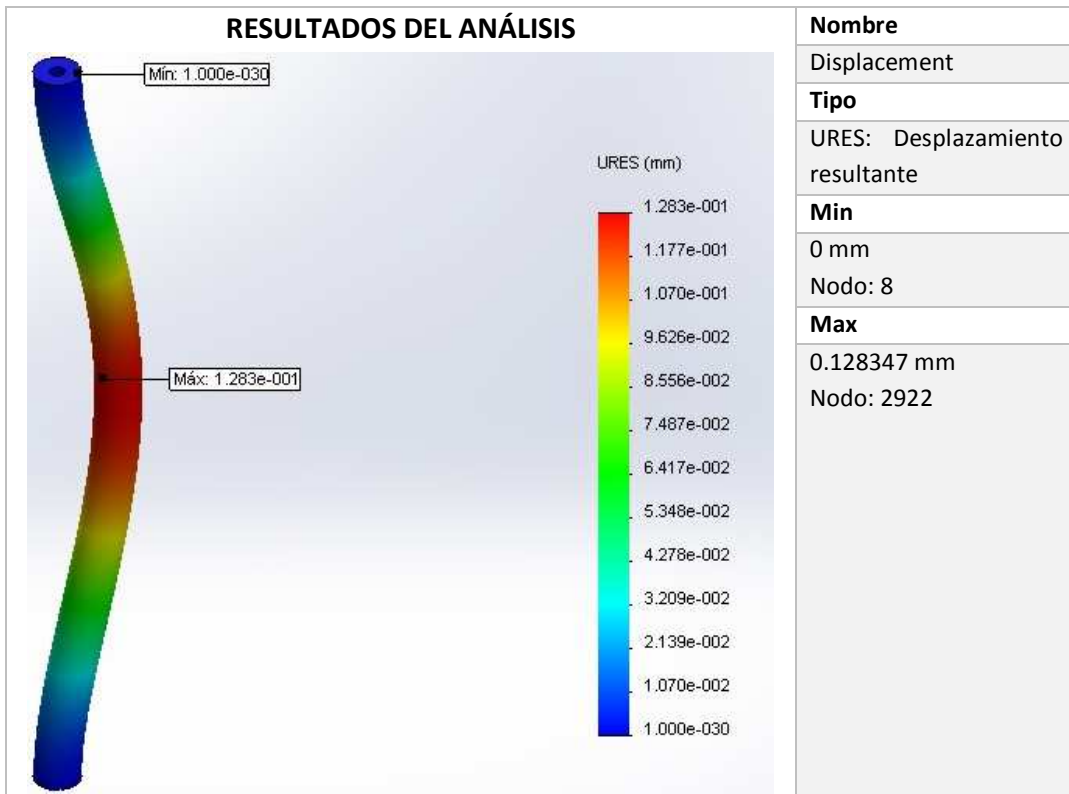 RESULTADOS DEL ANÁLISIS
Mín: 1.000e-030
Máx: 1.283e-001
URES (mm)
1.283e-001
1.177e-001
1.070e-001
9.626e-002
8.556e-002
7.487e-002
6.417e-002
5.348e-002
4.278e-002
3.209e-002
2.139e-002
1.070e-002
1.000e-030
Nombre
Displacement
Tipo
URES: Desplazamiento
resultante
Min
0 mm
Nodo: 8
Max
0.128347 mm
Nodo: 2922